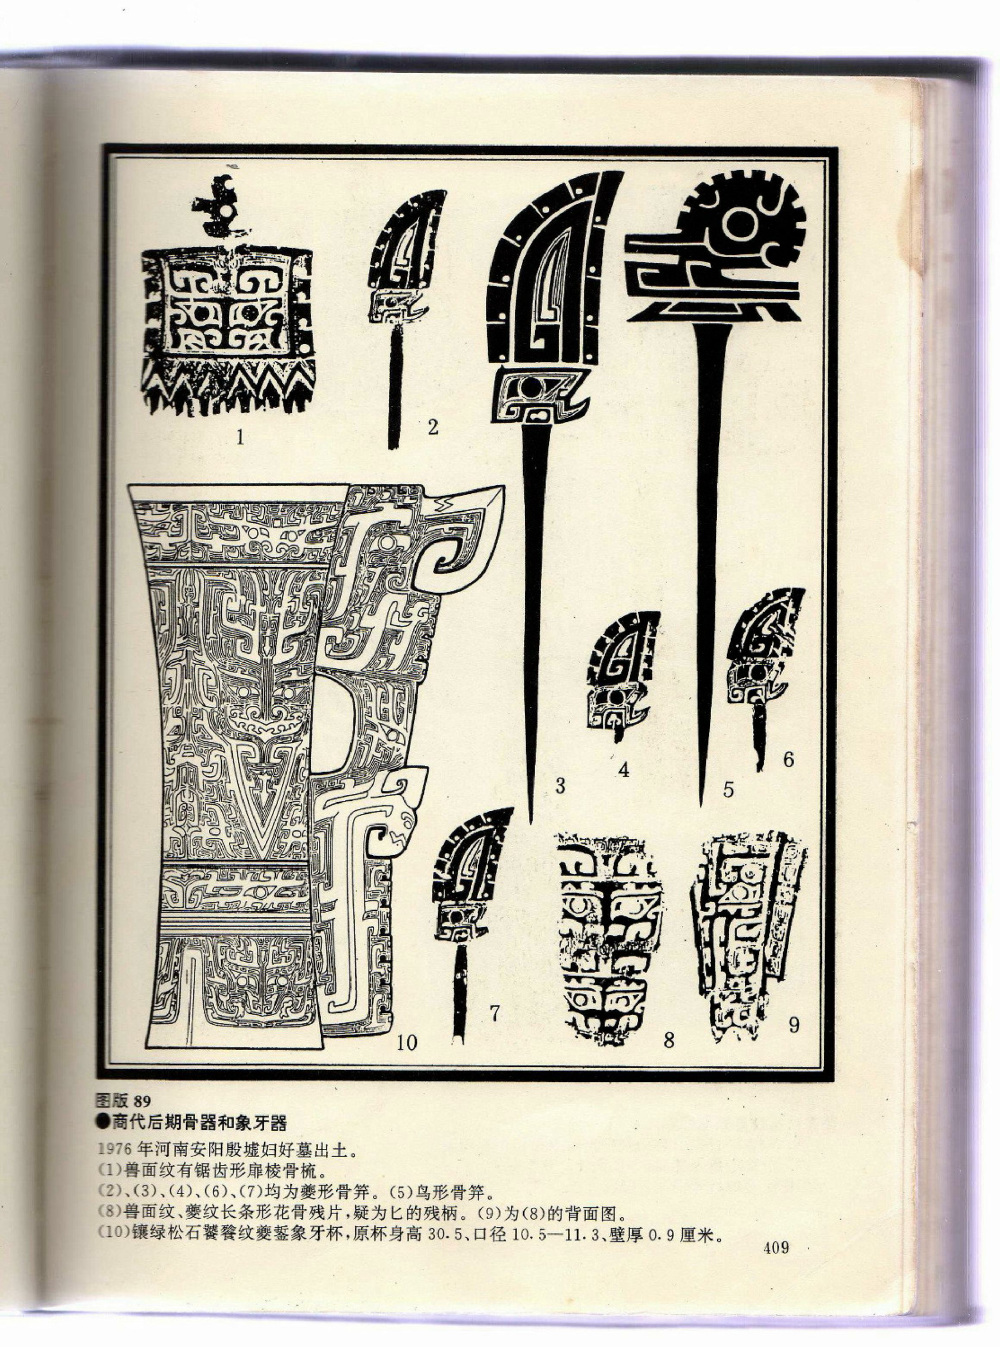 1
2
3
4
5
6
7
8
9
10
图版 89
●商代后期骨器和象牙器
1976 年河南安阳殷墟妇好墓出土。
(1)兽面纹有锯齿形扉棱骨梳。
(2)、(3)、(4)、(6)、(7)均为夔形骨笄。(5)鸟形骨笄。
(8)兽面纹、夔纹长条形花骨残片,疑为匕的残柄。(9)为(8)的背面图。
(10)镶绿松石饕餮纹夔鋬象牙杯,原杯身高 30.5、口径 10.5—11.3、壁厚 0.9 厘米。
409